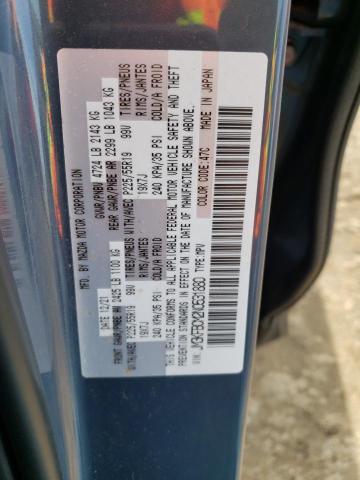 MFD. BY: MAZDA MOTOR CORPORATION
12/21 GVWR/PNBV 4724 LB 2143 KG
FRONT GAWR/PNBE AV 2425 LB 1100 KG REAR GAWR/PNBE AR 2299 LB 1043 KG
WITH/AVEC P225/55R19 99V TIRES/PNEUS WITH/AVEC P225/55R19 99V TIRES/PNEUS
19X7J RIMS/JANTES 19X7J RIMS/JANTES
240 KPA/35 PSI COLD/A FROID 240 KPA/35 PSI COLD/A FROID
THIS VEHICLE CONFORMS TO ALL APPLICABLE FEDERAL MOTOR VEHICLE SAFETY AND THEFT
PREVENTION STANDARDS IN EFFECT ON THE DATE OF MANUFACTURE SHOWN ABOVE.
TYPE: MPV COLOR CODE: 47C MADE IN JAPAN